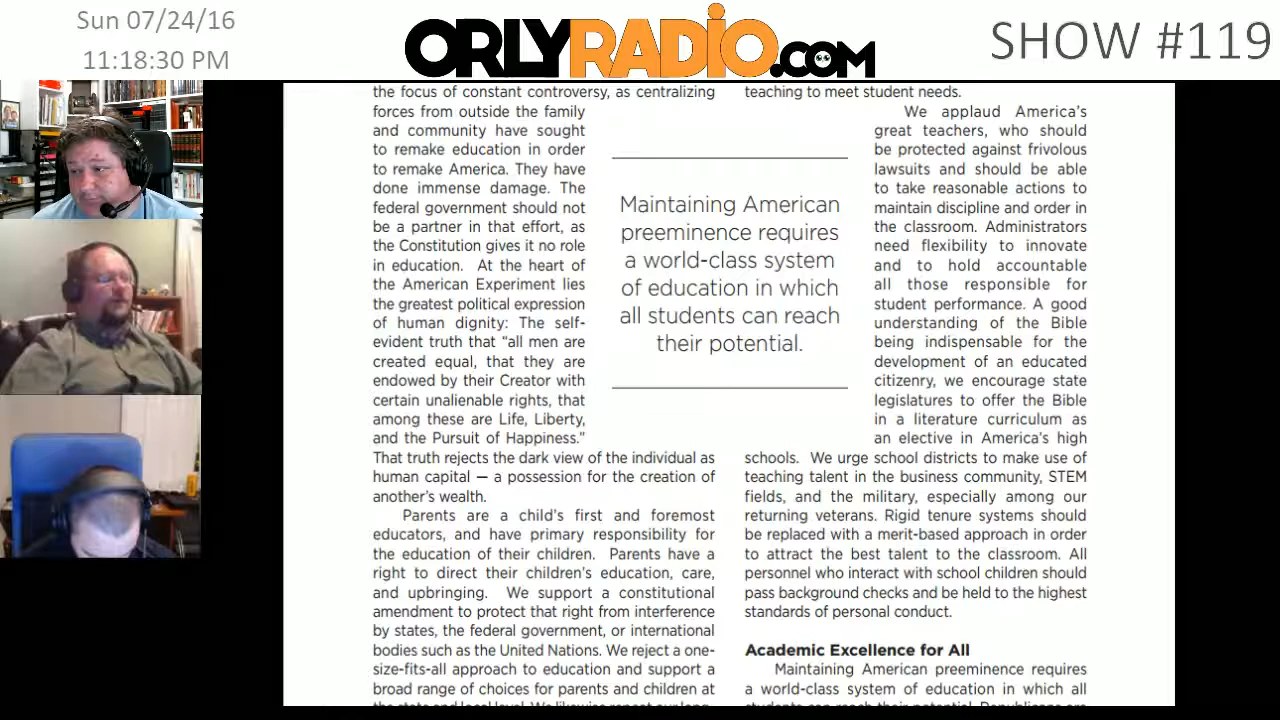 Sun 07/24/16
11:18:30 PM
ORLYRADIO.COM
SHOW #119
the focus of constant controversy, as centralizing
forces from outside the family
and community have sought
to remake education in order
to remake America. They have
done immense damage. The
federal government should not
be a partner in that effort, as
the Constitution gives it no role
in education. At the heart of
the American Experiment lies
the greatest political expression
of human dignity: The self-
evident truth that “all men are
created equal, that they are
endowed by their Creator with
certain unalienable rights, that
among these are Life, Liberty,
and the Pursuit of Happiness.”
That truth rejects the dark view of the individual as
human capital — a possession for the creation of
another’s wealth.
Parents are a child’s first and foremost
educators, and have primary responsibility for
the education of their children. Parents have a
right to direct their children’s education, care,
and upbringing. We support a constitutional
amendment to protect that right from interference
by states, the federal government, or international
bodies such as the United Nations. We reject a one-
size-fits-all approach to education and support a
broad range of choices for parents and children at
the state and local level. We likewise repeat our long-
Maintaining American
preeminence requires
a world-class system
of education in which
all students can reach
their potential.
teaching to meet student needs.
We applaud America’s
great teachers, who should
be protected against frivolous
lawsuits and should be able
to take reasonable actions to
maintain discipline and order in
the classroom. Administrators
need flexibility to innovate
and to hold accountable
all those responsible for
student performance. A good
understanding of the Bible
being indispensable for the
development of an educated
citizenry, we encourage state
legislatures to offer the Bible
in a literature curriculum as
an elective in America’s high
schools. We urge school districts to make use of
teaching talent in the business community, STEM
fields, and the military, especially among our
returning veterans. Rigid tenure systems should
be replaced with a merit-based approach in order
to attract the best talent to the classroom. All
personnel who interact with school children should
pass background checks and be held to the highest
standards of personal conduct.
Academic Excellence for All
Maintaining American preeminence requires
a world-class system of education in which all
students can reach their potential. Republicans are